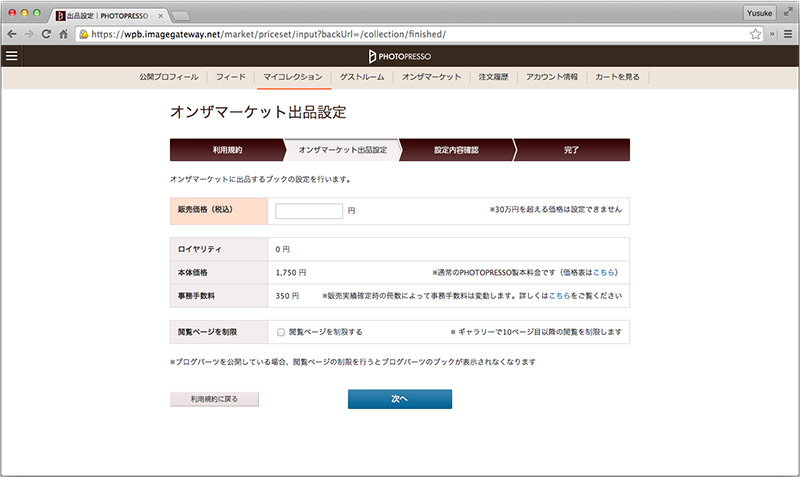 出品設定 | PHOTOPRESSO
Yusuke
https://wpb.imagegateway.net/market/priceset/input?backUrl=/collection/finished/
PHOTOPRESSO
公開プロフィール フィード マイコレクション ゲストルーム オンザマーケット 注文履歴 アカウント情報 カートを見る
オンザマーケット出品設定
利用規約 オンザマーケット出品設定 設定内容確認 完了
オンザマーケットに出品するブックの設定を行います。
販売価格（税込） 円 ※30万円を超える価格は設定できません
ロイヤリティ 0 円
本体価格 1,750 円 ※通常のPHOTOPRESSO製本料金です（価格表はこちら）
事務手数料 350 円 ※販売実績確定時の冊数によって事務手数料は変動します。詳しくはこちらをご覧ください
閲覧ページを制限 閲覧ページを制限する ※ ギャラリーで10ページ目以降の閲覧を制限します
※ブログパーツを公開している場合、閲覧ページの制限を行うとブログパーツのブックが表示されなくなります
利用規約に戻る 次へ